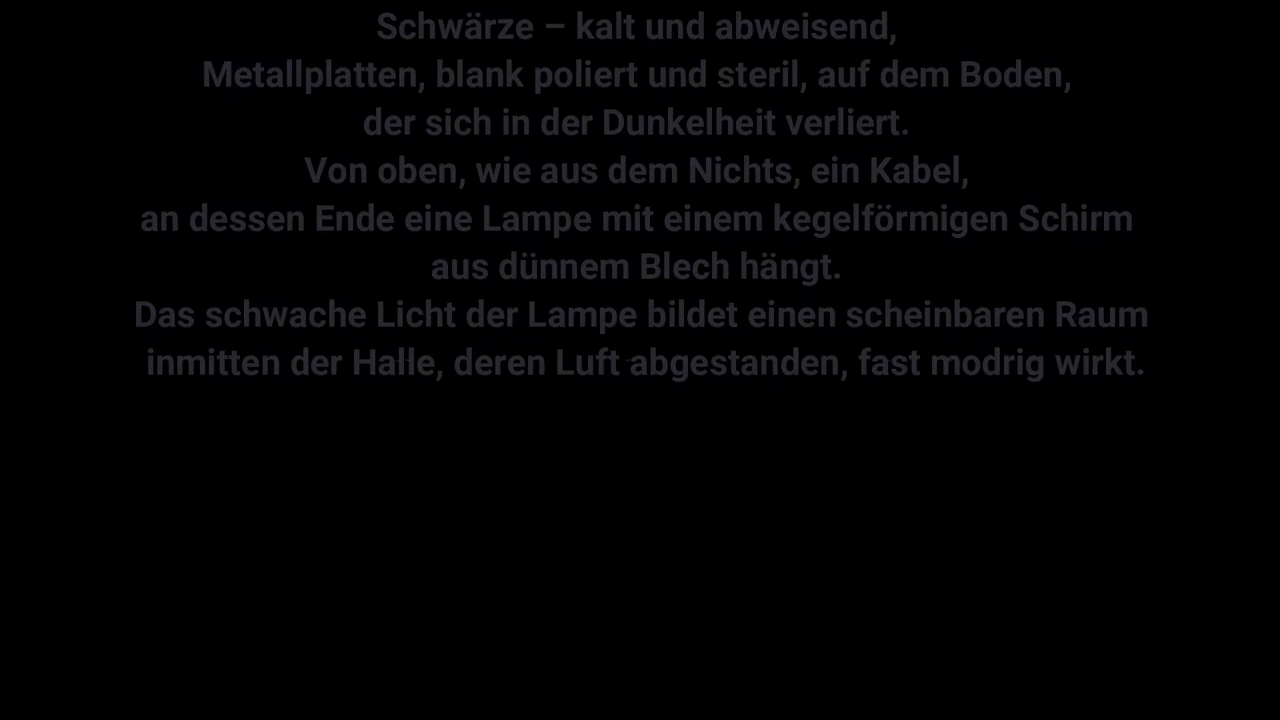 Schwärze – kalt und abweisend,
Metallplatten, blank poliert und steril, auf dem Boden,
der sich in der Dunkelheit verliert.
Von oben, wie aus dem Nichts, ein Kabel,
an dessen Ende eine Lampe mit einem kegelförmigen Schirm
aus dünnem Blech hängt.
Das schwache Licht der Lampe bildet einen scheinbaren Raum
inmitten der Halle, deren Luft abgestanden, fast modrig wirkt.